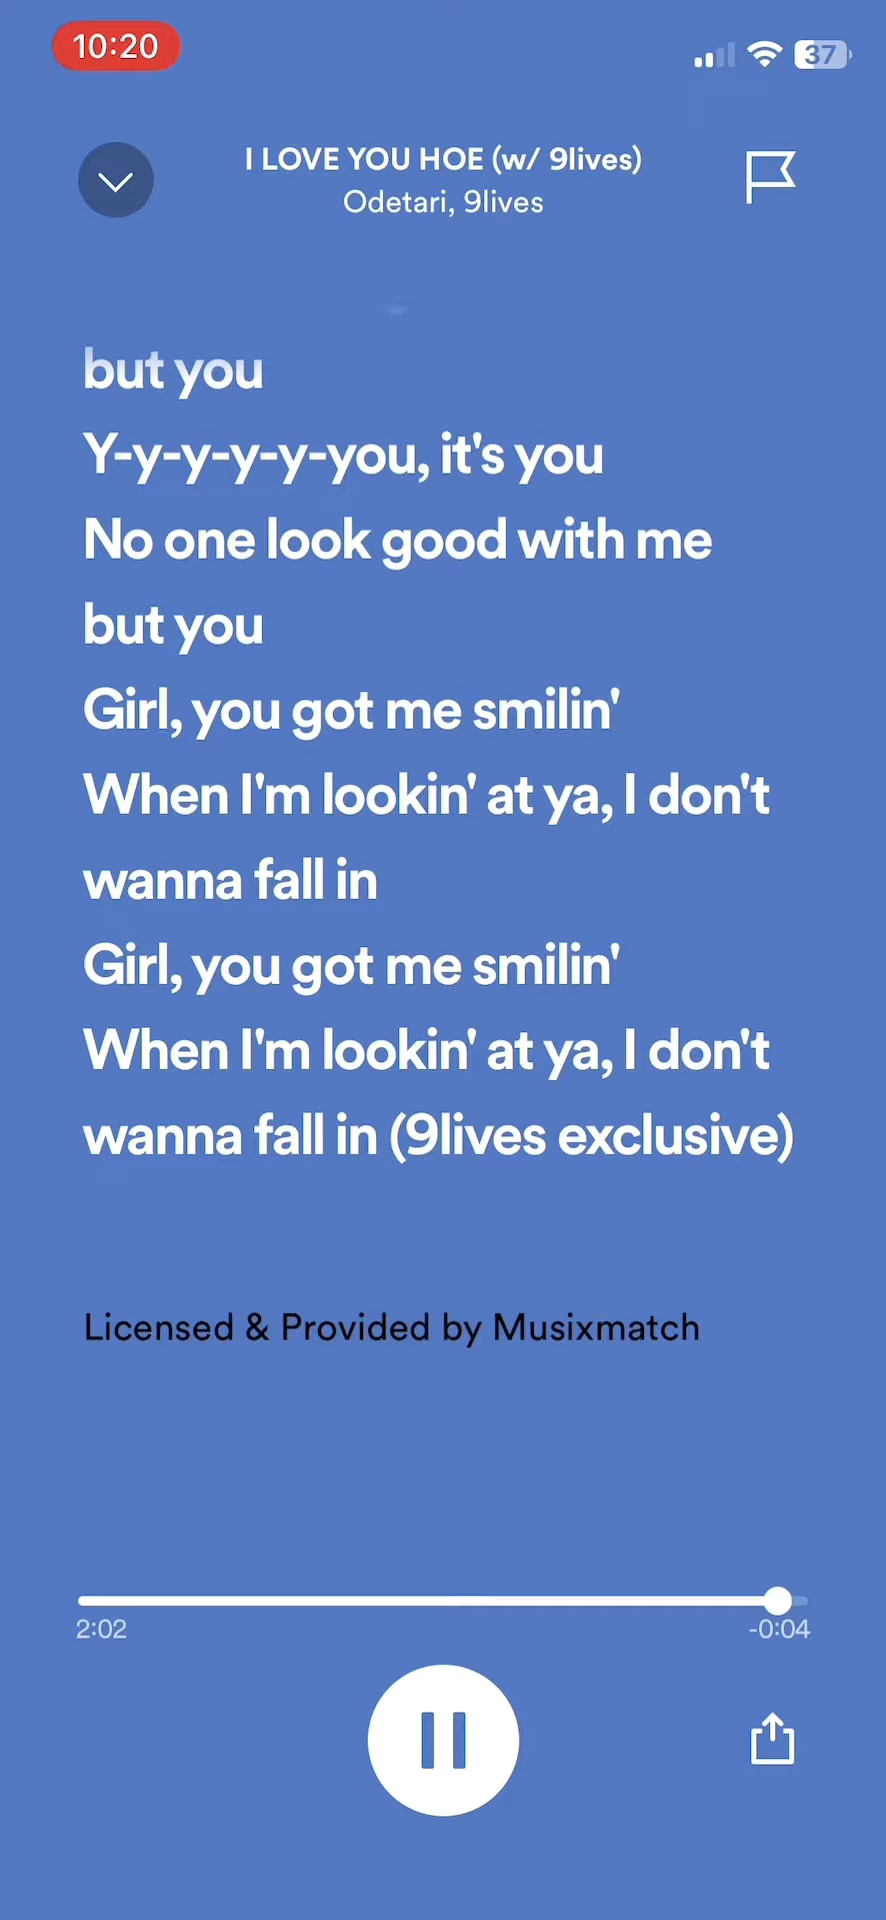 10:20
37
I LOVE YOU HOE (w/ 9lives)
Odetari, 9lives
but you
Y-y-y-y-y-you, it's you
No one look good with me
but you
Girl, you got me smilin'
When I'm lookin' at ya, I don't
wanna fall in
Girl, you got me smilin'
When I'm lookin' at ya, I don't
wanna fall in (9lives exclusive)
Licensed & Provided by Musixmatch
2:02
-0:04